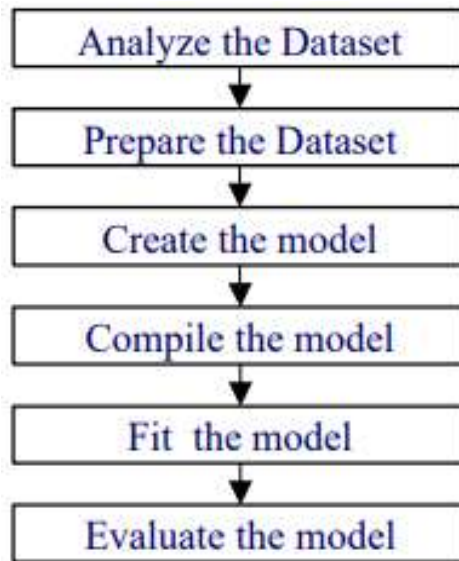 Analyze the Dataset
Prepare the Dataset
Create the model
Compile the model
Fit the model
Evaluate the model